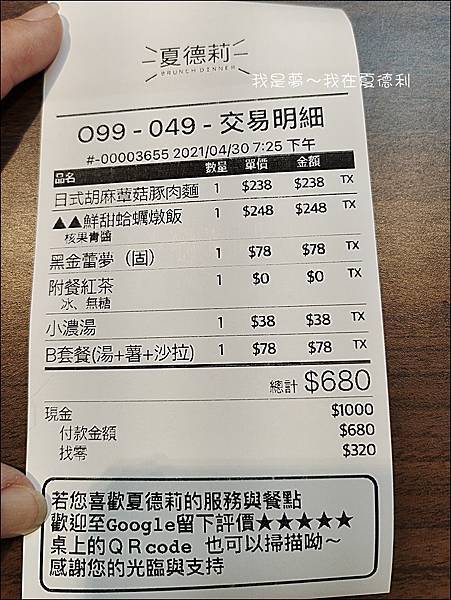 夏德莉
BRUNCH DINNER
我是夢～我在夏德利
099 - 049 - 交易明細
#-00003655 2021/04/30 7:25 下午
品名 數量 單價 金額
日式胡麻蕈菇豚肉麵 1 $238 $238 TX
▲▲鮮甜蛤蠣燉飯 1 $248 $248 TX
核果青醬
黑金蕾夢（固） 1 $78 $78 TX
附餐紅茶 1 $0 $0 TX
冰、無糖
小濃湯 1 $38 $38 TX
B套餐(湯+薯+沙拉) 1 $78 $78 TX
總計 $680
現金 $1000
付款金額 $680
找零 $320
若您喜歡夏德莉的服務與餐點
歡迎至Google留下評價★★★★★
桌上的QRcode 也可以掃描呦～
感謝您的光臨與支持